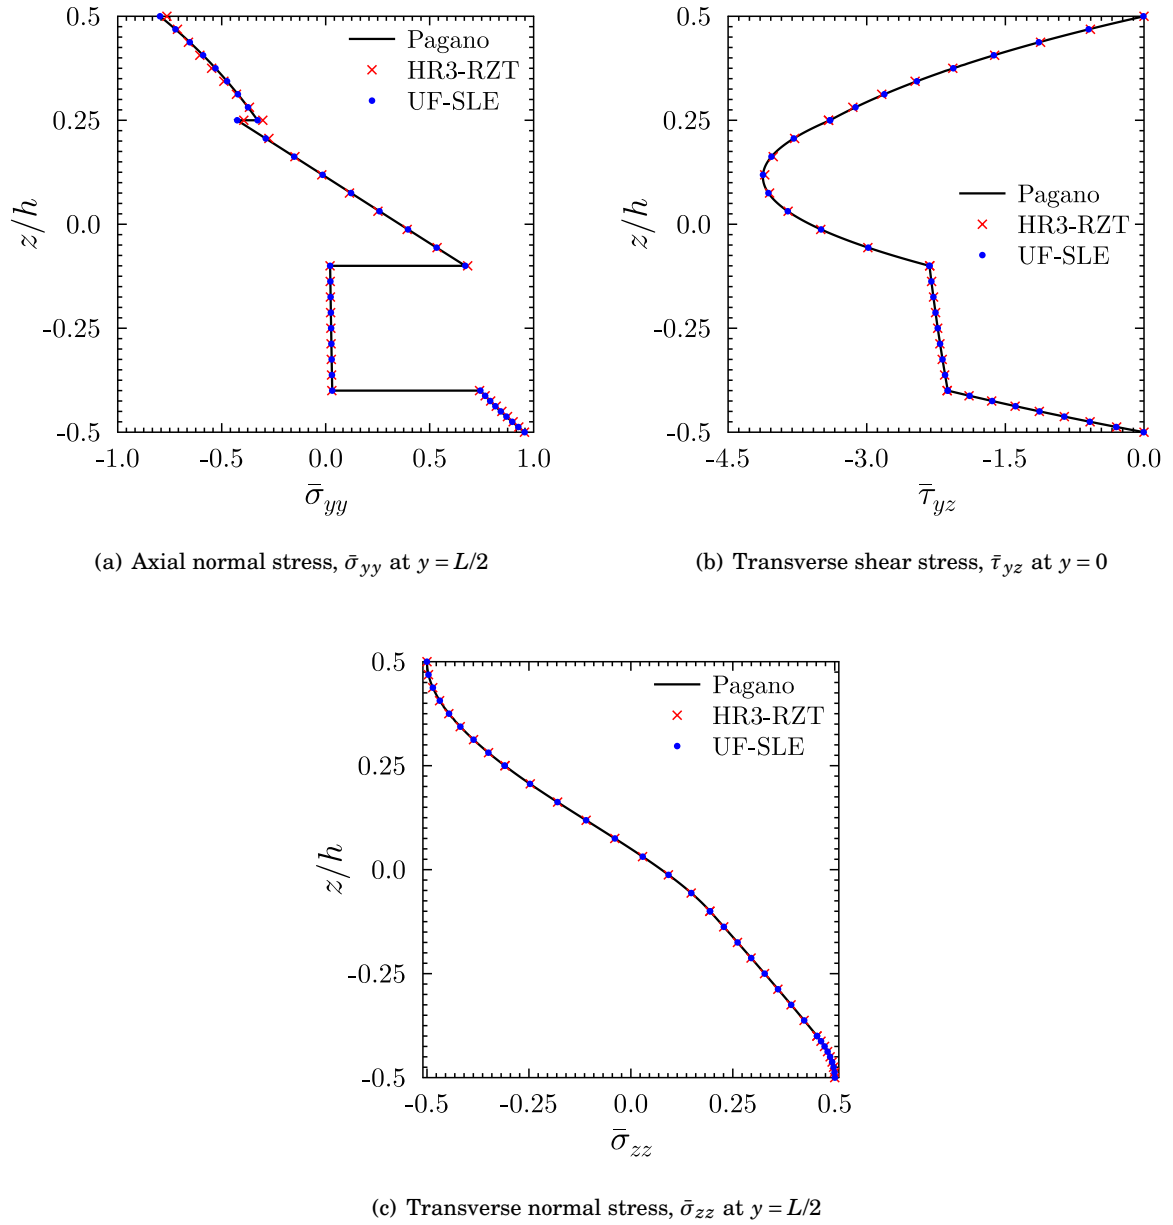 0.5
0.25
0.0
-0.25
-0.5
z/h
-1.0 -0.5 0.0 0.5 1.0
σ̄yy
Pagano
HR3-RZT
UF-SLE
(a) Axial normal stress, σ̄yy at y = L/2
0.5
0.25
0.0
-0.25
-0.5
z/h
-4.5 -3.0 -1.5 0.0
τ̄yz
Pagano
HR3-RZT
UF-SLE
(b) Transverse shear stress, τ̄yz at y = 0
0.5
0.25
0.0
-0.25
-0.5
z/h
-0.5 -0.25 0.0 0.25 0.5
σ̄zz
Pagano
HR3-RZT
UF-SLE
(c) Transverse normal stress, σ̄zz at y = L/2